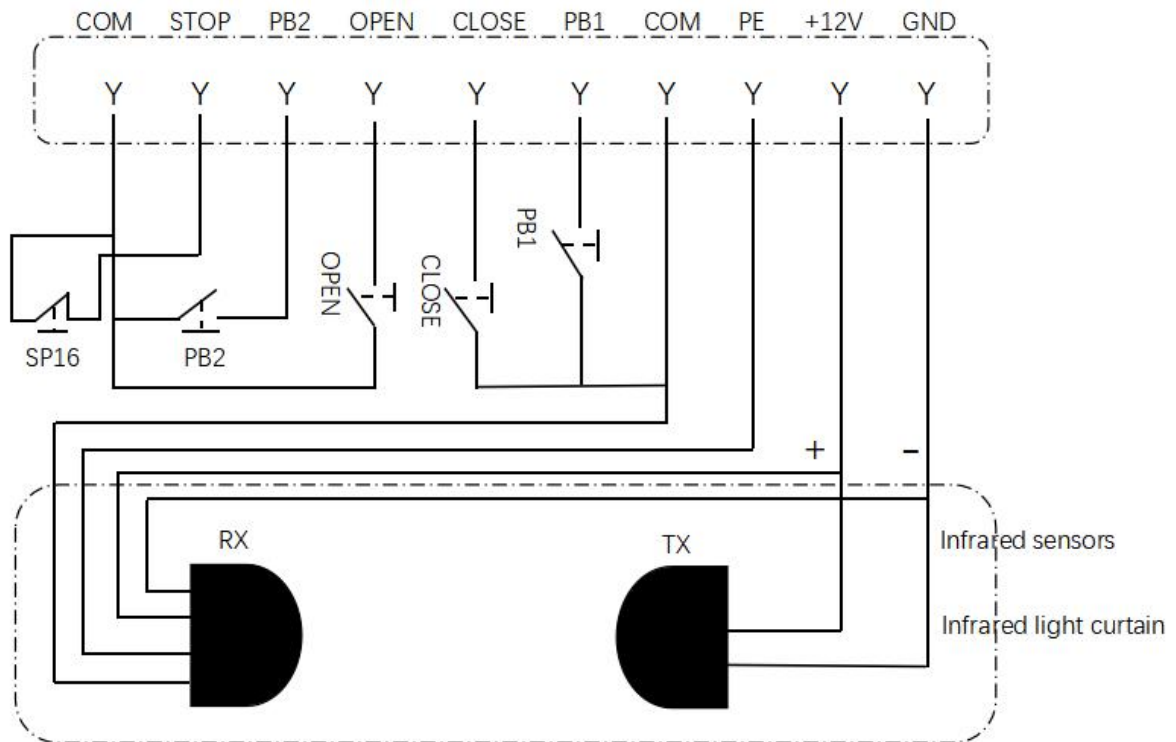 COM STOP PB2 OPEN CLOSE PB1 COM PE +12V GND
Y Y Y Y Y Y Y Y Y Y
PB1
OPEN
CLOSE
SP16 PB2
+ -
RX TX Infrared sensors
Infrared light curtain